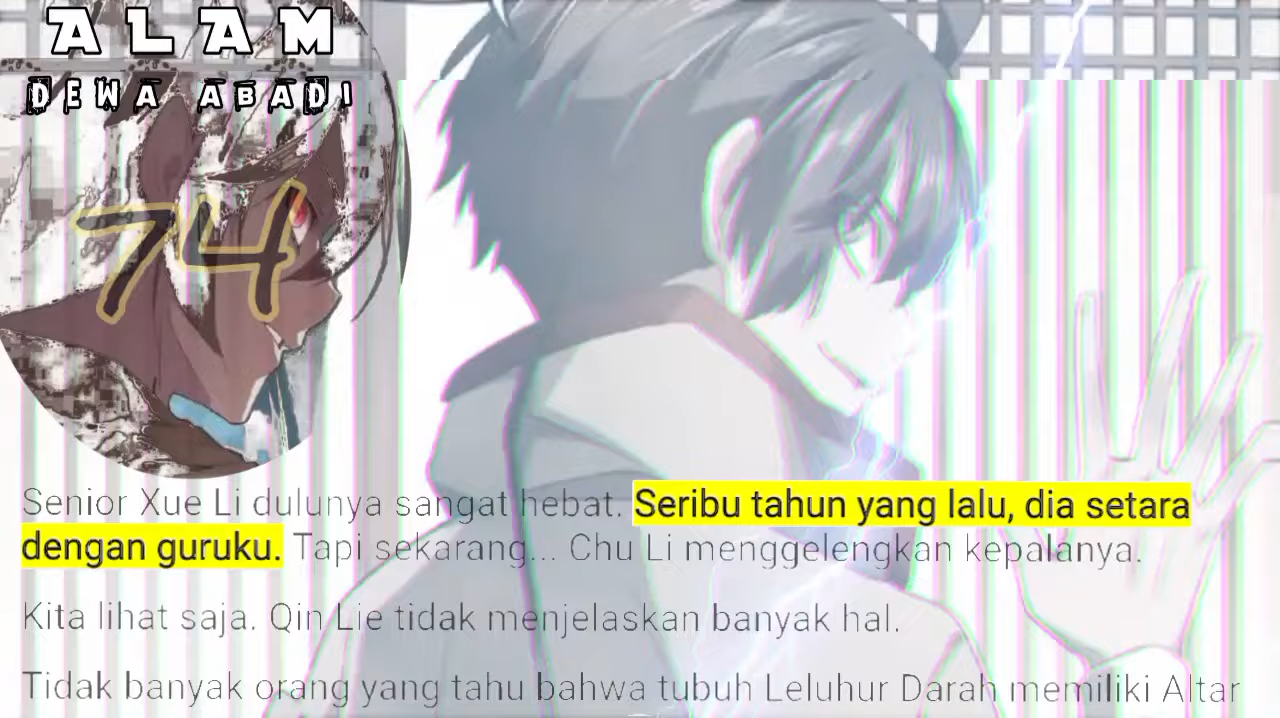 ALAM
DEWA ABADI
74
Senior Xue Li dulunya sangat hebat. Seribu tahun yang lalu, dia setara
dengan guruku. Tapi sekarang... Chu Li menggelengkan kepalanya.
Kita lihat saja. Qin Lie tidak menjelaskan banyak hal.
Tidak banyak orang yang tahu bahwa tubuh Leluhur Darah memiliki Altar